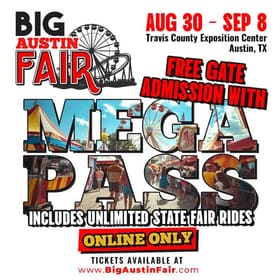 BIG
AUSTIN
FAIR
AUG 30 - SEP 8
Travis County Exposition Center
Austin, TX
FREE GATE
ADMISSION WITH
MEGA
PASS
INCLUDES UNLIMITED STATE FAIR RIDES
ONLINE ONLY
TICKETS AVAILABLE AT
www.BigAustinFair.com